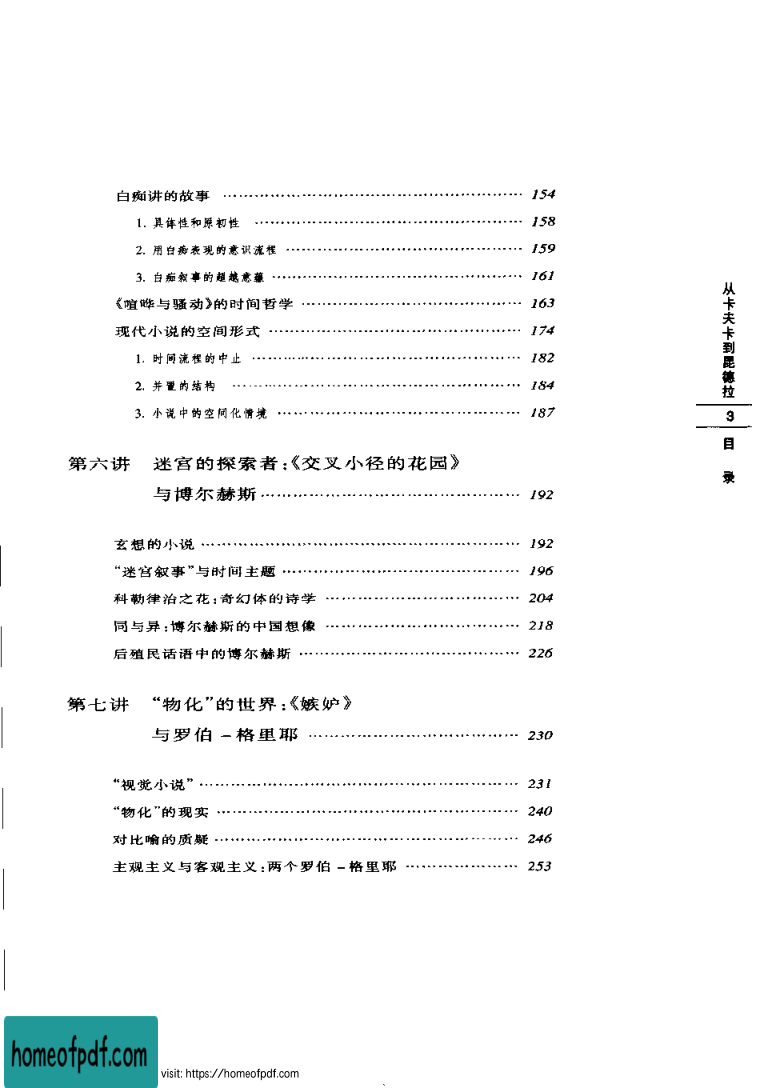 白痴讲的故事 …… 154
1. 具体性和原初性 …… 158
2. 用白痴表现的意识流程 …… 159
3. 白痴叙事的超越意蕴 …… 161
《喧哗与骚动》的时间哲学 …… 163
现代小说的空间形式 …… 174
1. 时间流程的中止 …… 182
2. 并置的结构 …… 184
3. 小说中的空间化情境 …… 187
第六讲 迷宫的探索者:《交叉小径的花园》
与博尔赫斯 …… 192
玄想的小说 …… 192
“迷宫叙事”与时间主题 …… 196
科勒律治之花:奇幻体的诗学 …… 204
同与异:博尔赫斯的中国想像 …… 218
后殖民话语中的博尔赫斯 …… 226
第七讲 “物化”的世界:《嫉妒》
与罗伯－格里耶 …… 230
“视觉小说” …… 231
“物化”的现实 …… 240
对比喻的质疑 …… 246
主观主义与客观主义:两个罗伯－格里耶 …… 253
从卡夫卡到昆德拉
3
目 录
homeofpdf.com
visit: https://homeofpdf.com